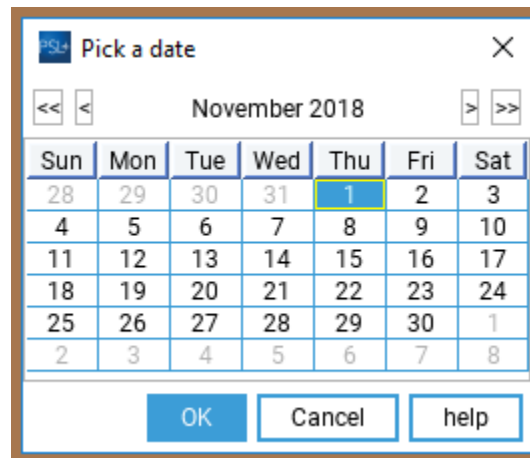 PSL+ Pick a date
<< < November 2018 > >>
Sun Mon Tue Wed Thu Fri Sat
28 29 30 31 1 2 3
4 5 6 7 8 9 10
11 12 13 14 15 16 17
18 19 20 21 22 23 24
25 26 27 28 29 30 1
2 3 4 5 6 7 8
OK Cancel help